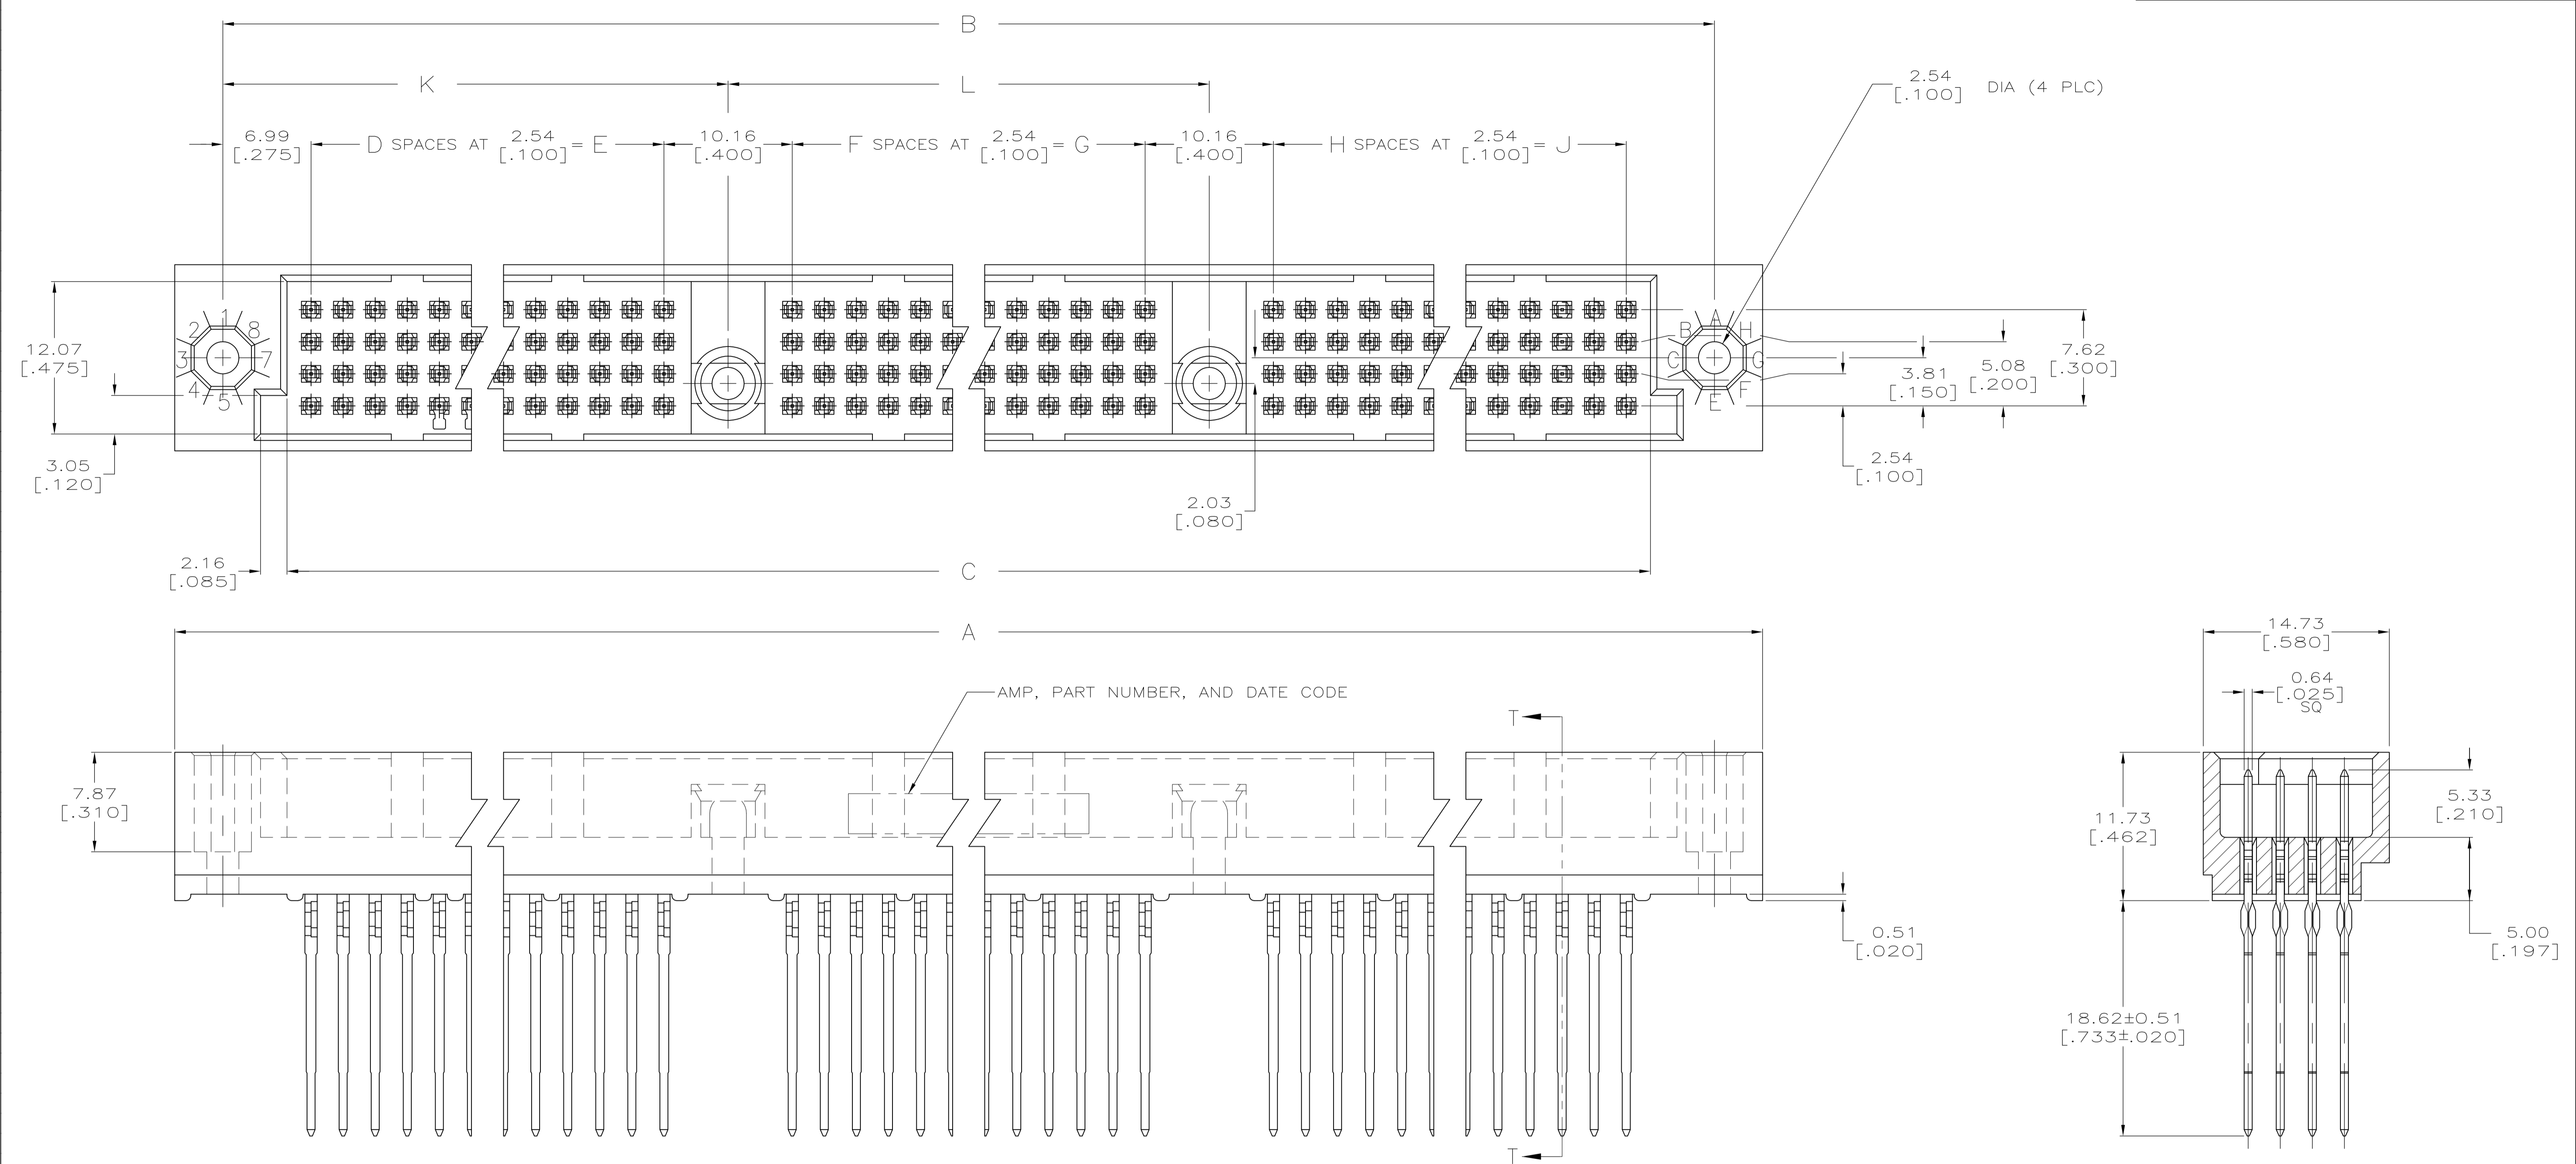 B
K
L
2.54
[.100] DIA (4 PLC)
6.99
[.275]
D SPACES AT 2.54
[.100] = E
10.16
[.400]
F SPACES AT 2.54
[.100] = G
10.16
[.400]
H SPACES AT 2.54
[.100] = J
1
2
8
3
7
4
5
A
B
H
C
G
F
E
12.07
[.475]
3.05
[.120]
7.62
[.300]
5.08
[.200]
3.81
[.150]
2.54
[.100]
2.03
[.080]
2.16
[.085]
C
A
AMP, PART NUMBER, AND DATE CODE
T
T
7.87
[.310]
0.51
[.020]
14.73
[.580]
0.64
[.025]
SQ
11.73
[.462]
5.33
[.210]
5.00
[.197]
18.62±0.51
[.733±.020]